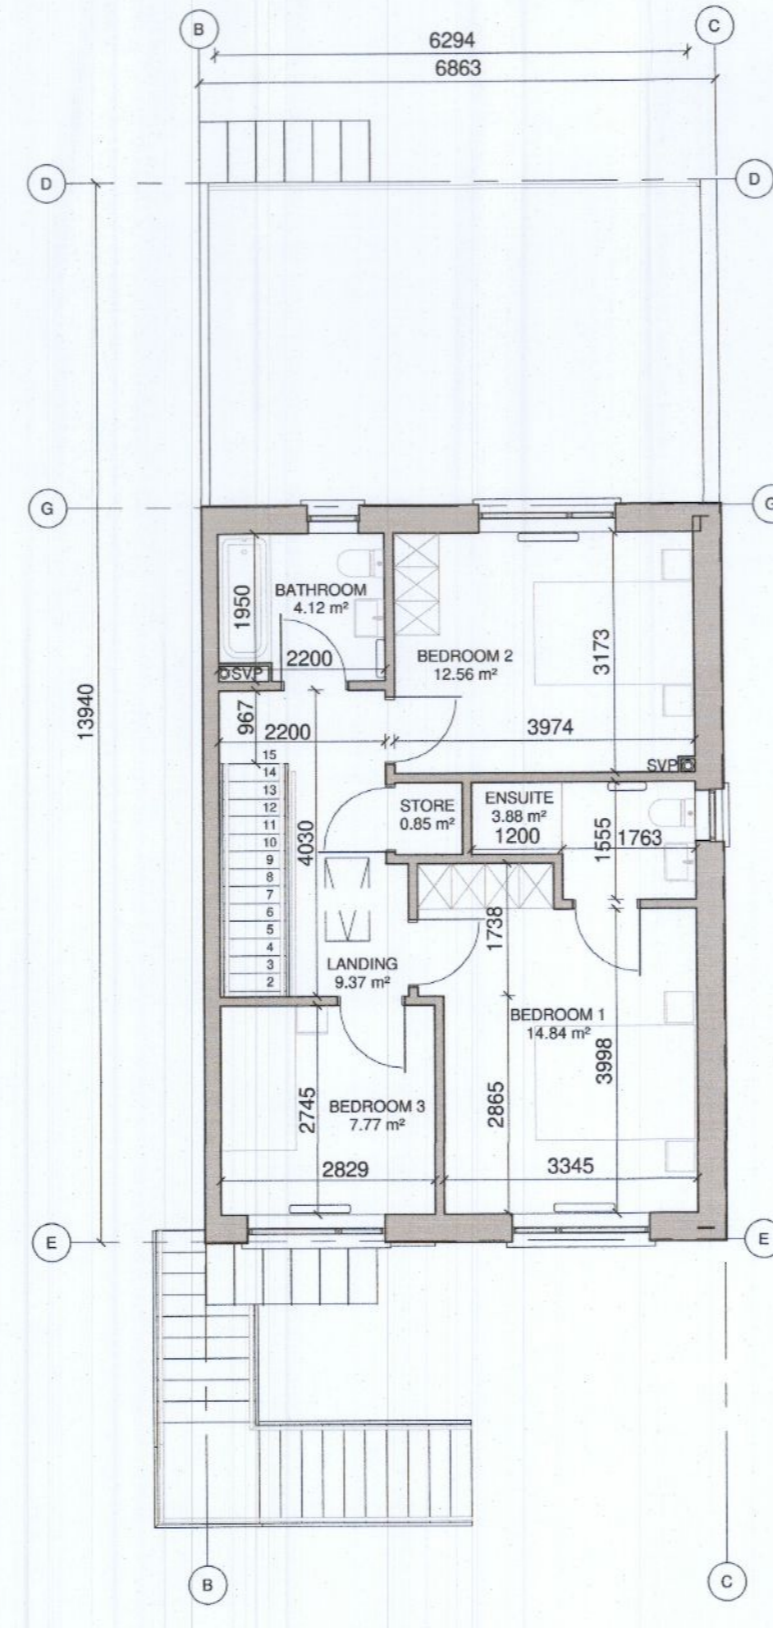 B
6294
C
6863
D
D
G
G
BATHROOM
4.12 m²
1950
2200
SVP
BEDROOM 2
12.56 m²
3173
13940
967
2200
3974
SVP
15
14
13
12
11
10
9
8
7
6
5
4
3
2
4030
STORE
0.85 m²
ENSUITE
3.88 m²
1200
1555
1763
1738
LANDING
9.37 m²
BEDROOM 1
14.84 m²
3998
2865
2745
BEDROOM 3
7.77 m²
2829
3345
E
E
B
C